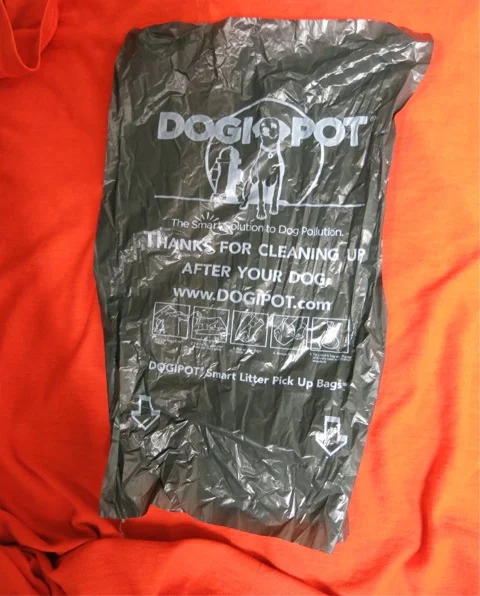 DOGIPOT®
The Smart Solution to Dog Pollution.
THANKS FOR CLEANING UP
AFTER YOUR DOG.
www.DOGIPOT.com
DOGIPOT® Smart Litter Pick Up Bags™